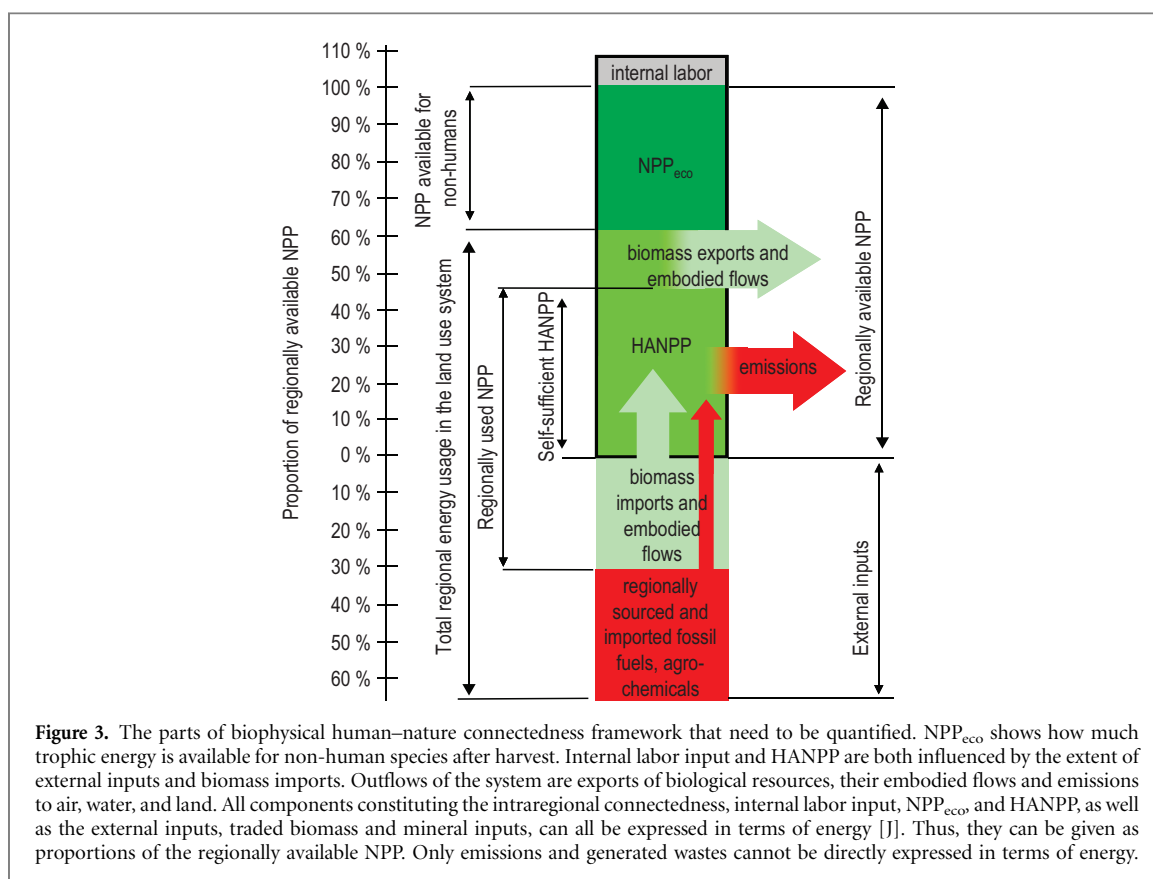 Proportion of regionally available NPP
110 %
100 %
90 %
80 %
70 %
60 %
50 %
40 %
30 %
20 %
10 %
0 %
10 %
20 %
30 %
40 %
50 %
60 %
NPP available for
non-humans
Total regional energy usage in the land use system
Regionally used NPP
Self-sufficient HANPP
internal labor
NPPeco
biomass exports and
embodied flows
HANPP
emissions
biomass
imports and
embodied
flows
regionally
sourced and
imported fossil
fuels, agro-
chemicals
Regionally available NPP
External inputs
Figure 3. The parts of biophysical human–nature connectedness framework that need to be quantified. NPPeco shows how much
trophic energy is available for non-human species after harvest. Internal labor input and HANPP are both influenced by the extent of
external inputs and biomass imports. Outflows of the system are exports of biological resources, their embodied flows and emissions
to air, water, and land. All components constituting the intraregional connectedness, internal labor input, NPPeco, and HANPP, as well
as the external inputs, traded biomass and mineral inputs, can all be expressed in terms of energy [J]. Thus, they can be given as
proportions of the regionally available NPP. Only emissions and generated wastes cannot be directly expressed in terms of energy.